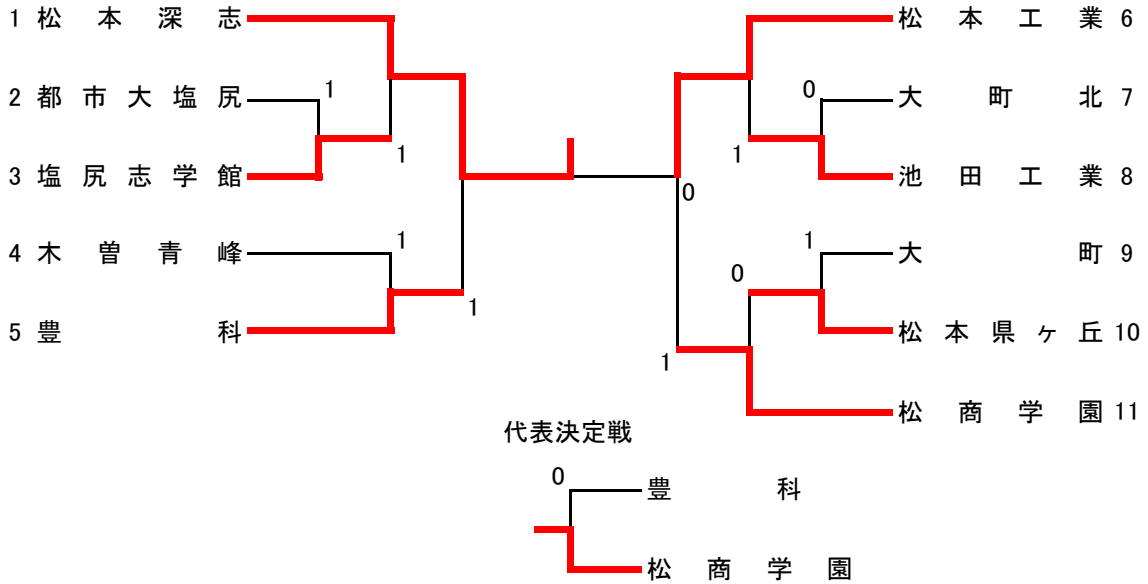 1 松本深志
松本工業 6
2 都市大塩尻
1
0
大町北 7
3 塩尻志学館
1
1
池田工業 8
0
4 木曽青峰
1
1
大町 9
0
5 豊科
1
松本県ヶ丘 10
1
松商学園 11
代表決定戦
0
豊科
松商学園